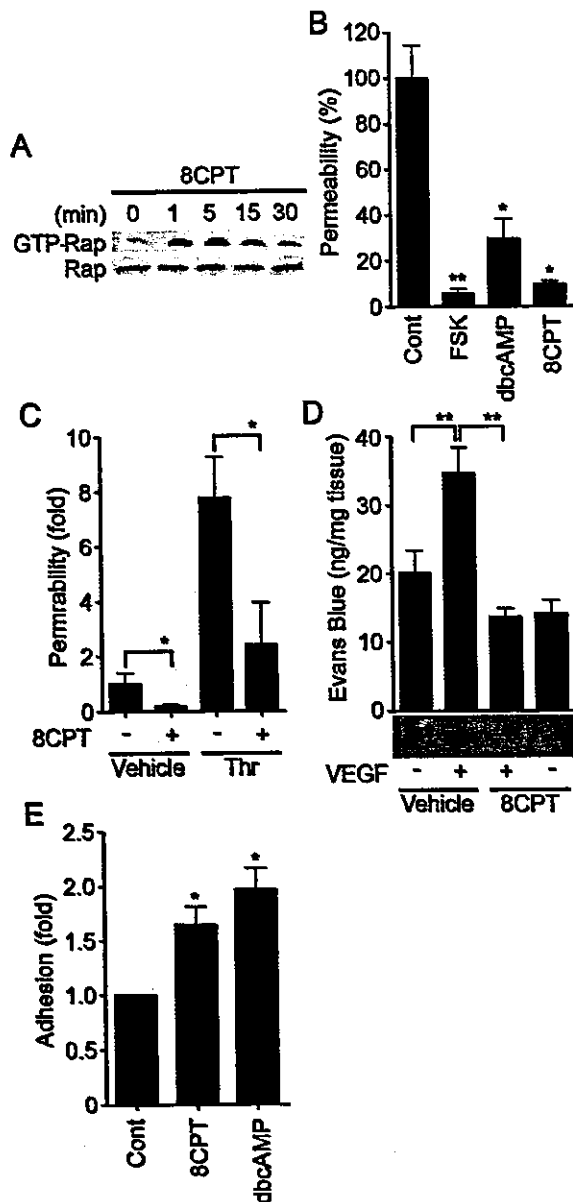 A
8CPT
(min) 0 1 5 15 30
GTP-Rap
Rap
B
Permeability (%)
120
100
80
60
40
20
0
** * *
Cont FSK dbcAMP 8CPT
C
Permrability (fold)
10
8
6
4
2
0
* *
8CPT - + - +
Vehicle Thr
D
Evans Blue (ng/mg tissue)
40
30
20
10
0
** **
VEGF - + + -
Vehicle 8CPT
E
Adhesion (fold)
2.5
2.0
1.5
1.0
0.5
0
* *
Cont 8CPT dbcAMP